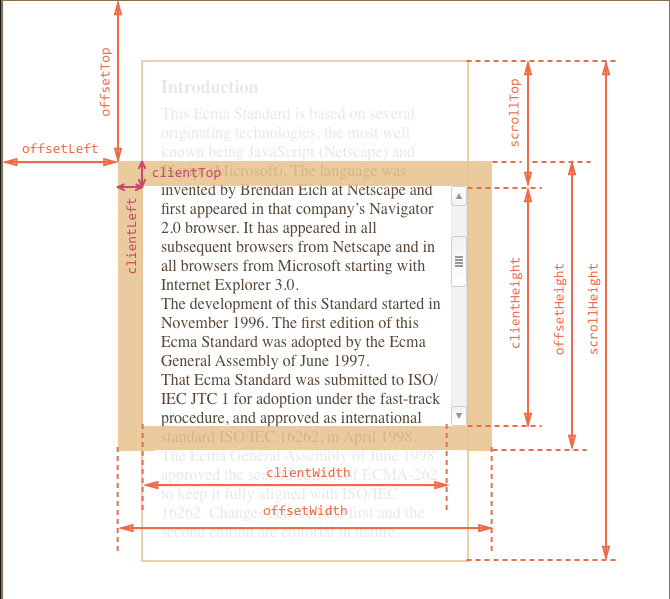 offsetTop
Introduction
This Ecma Standard is based on several
originating technologies, the most well
known being JavaScript (Netscape) and
(Microsoft). The language was
invented by Brendan Eich at Netscape and
first appeared in that company’s Navigator
2.0 browser. It has appeared in all
subsequent browsers from Netscape and in
all browsers from Microsoft starting with
Internet Explorer 3.0.
The development of this Standard started in
November 1996. The first edition of this
Ecma Standard was adopted by the Ecma
General Assembly of June 1997.
That Ecma Standard was submitted to ISO/
IEC JTC 1 for adoption under the fast-track
procedure, and approved as international
standard ISO/IEC 16262, in April 1998.
The Ecma General Assembly of June 1998
approved the of ECMA-262
to keep it fully aligned with ISO/IEC
16262. Changes first and the
second edition are editorial in nature.
offsetLeft
clientTop
clientLeft
scrollTop
clientHeight
offsetHeight
scrollHeight
clientWidth
offsetWidth